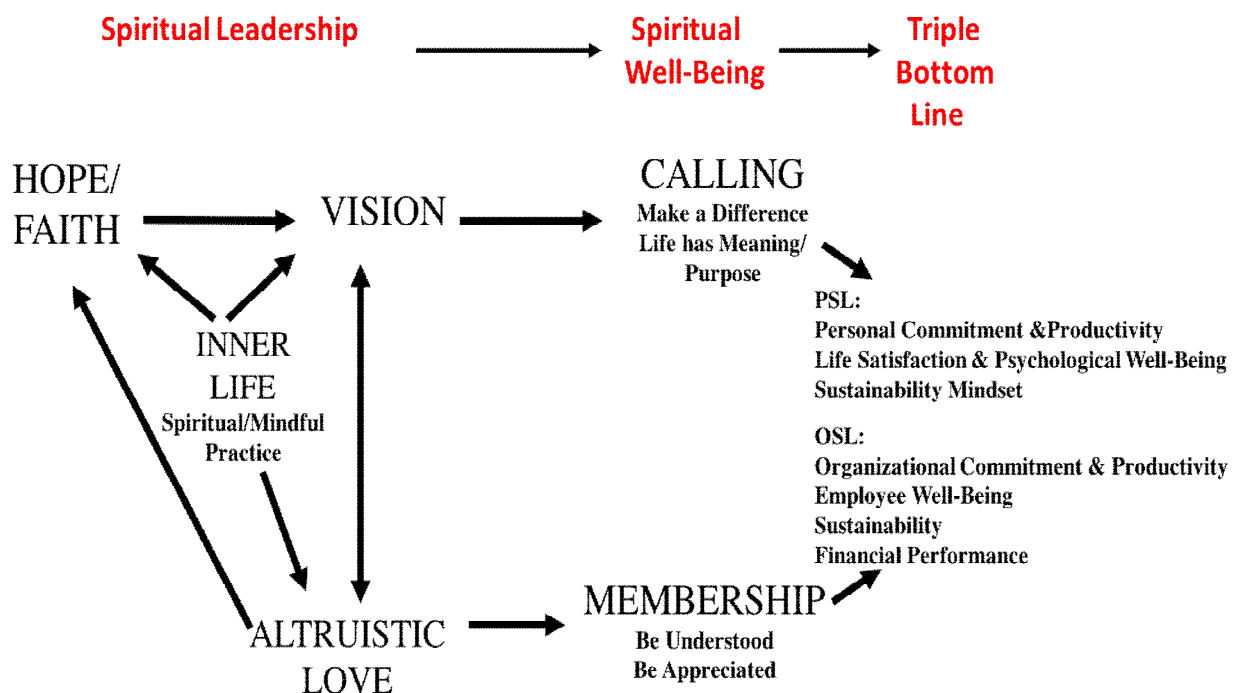 Spiritual Leadership
Spiritual
Well-Being
Triple
Bottom
Line
HOPE/
FAITH
VISION
CALLING
Make a Difference
Life has Meaning/
Purpose
INNER
LIFE
Spiritual/Mindful
Practice
PSL:
Personal Commitment &Productivity
Life Satisfaction & Psychological Well-Being
Sustainability Mindset
OSL:
Organizational Commitment & Productivity
Employee Well-Being
Sustainability
Financial Performance
ALTRUISTIC
LOVE
MEMBERSHIP
Be Understood
Be Appreciated